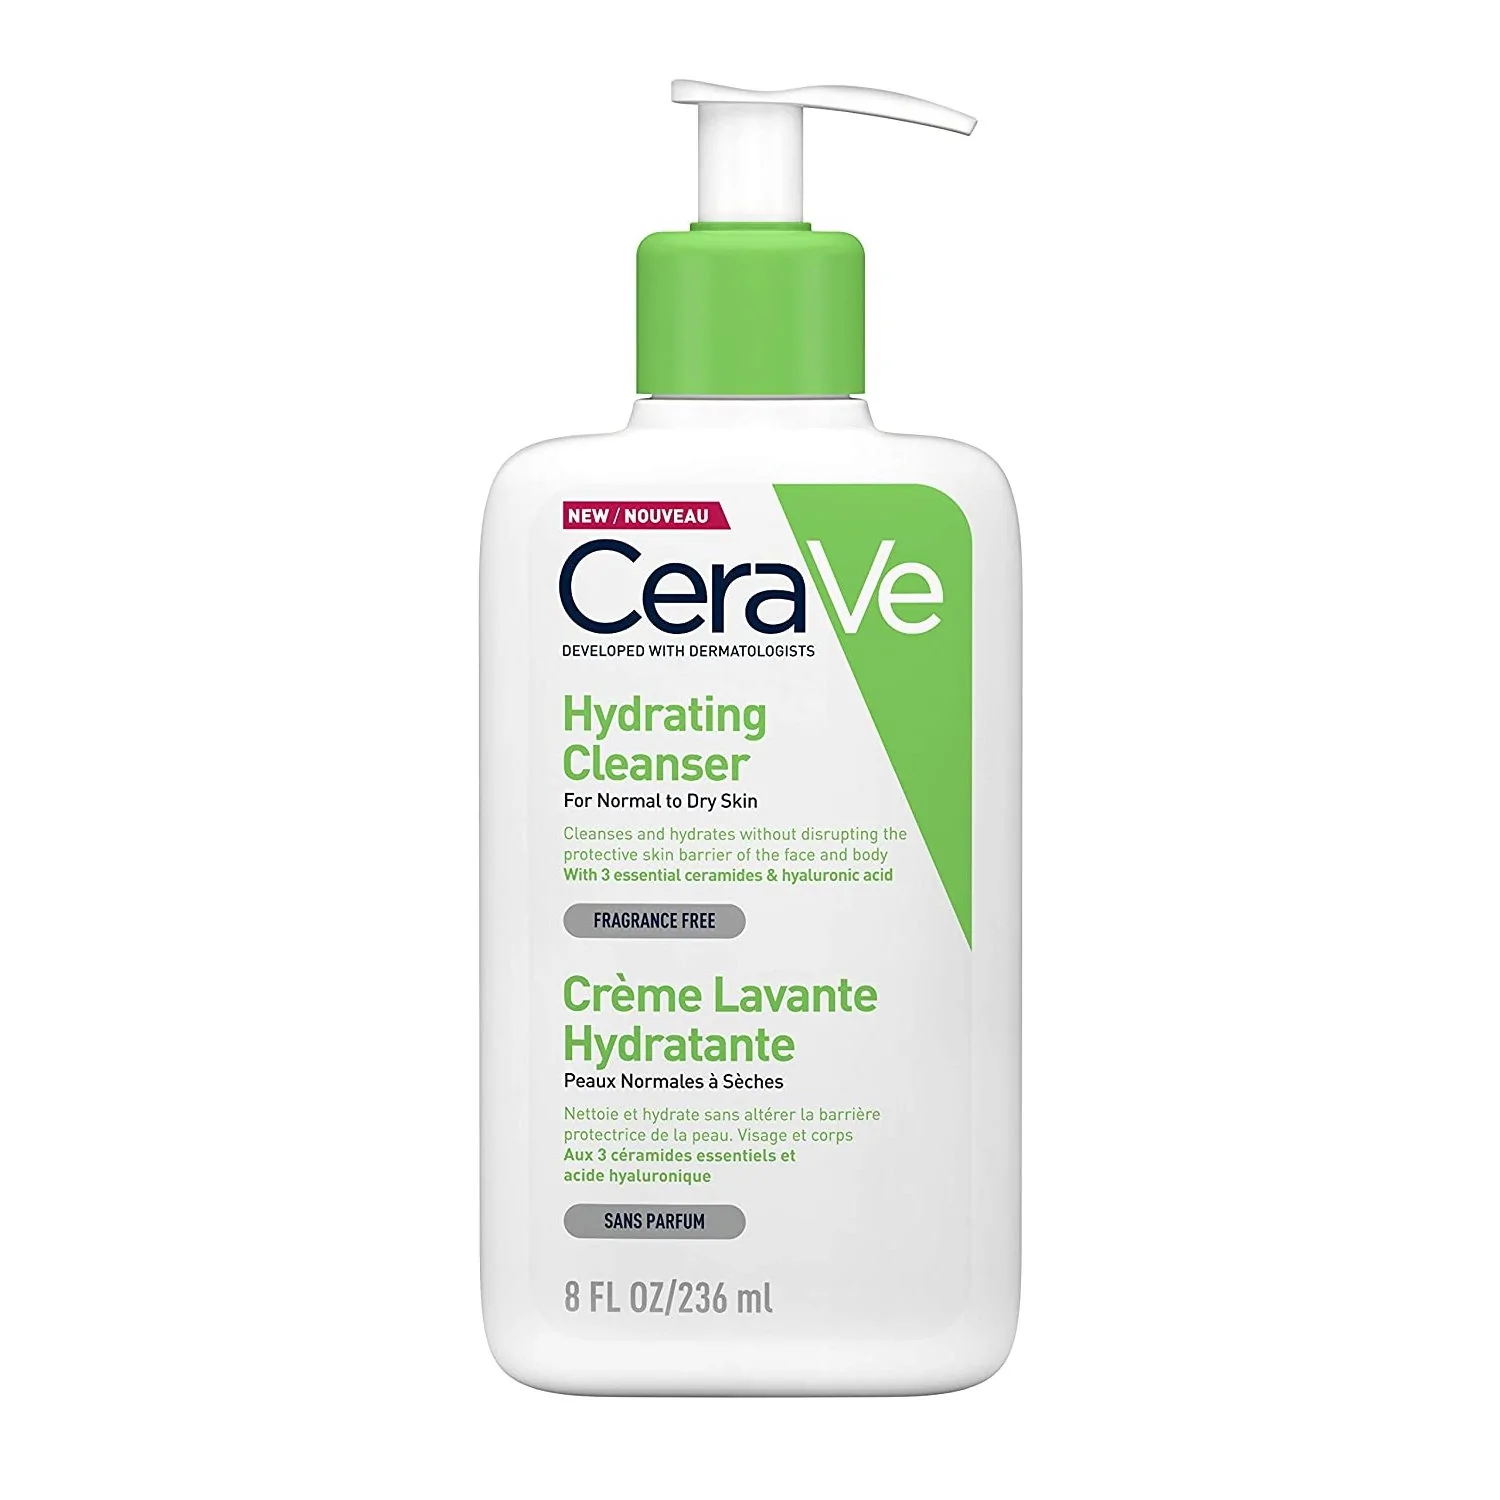 NEW / NOUVEAU
CeraVe
DEVELOPED WITH DERMATOLOGISTS
Hydrating
Cleanser
For Normal to Dry Skin
Cleanses and hydrates without disrupting the
protective skin barrier of the face and body
With 3 essential ceramides & hyaluronic acid
FRAGRANCE FREE
Crème Lavante
Hydratante
Peaux Normales à Sèches
Nettoie et hydrate sans altérer la barrière
protectrice de la peau. Visage et corps
Aux 3 céramides essentiels et
acide hyaluronique
SANS PARFUM
8 FL OZ/236 ml